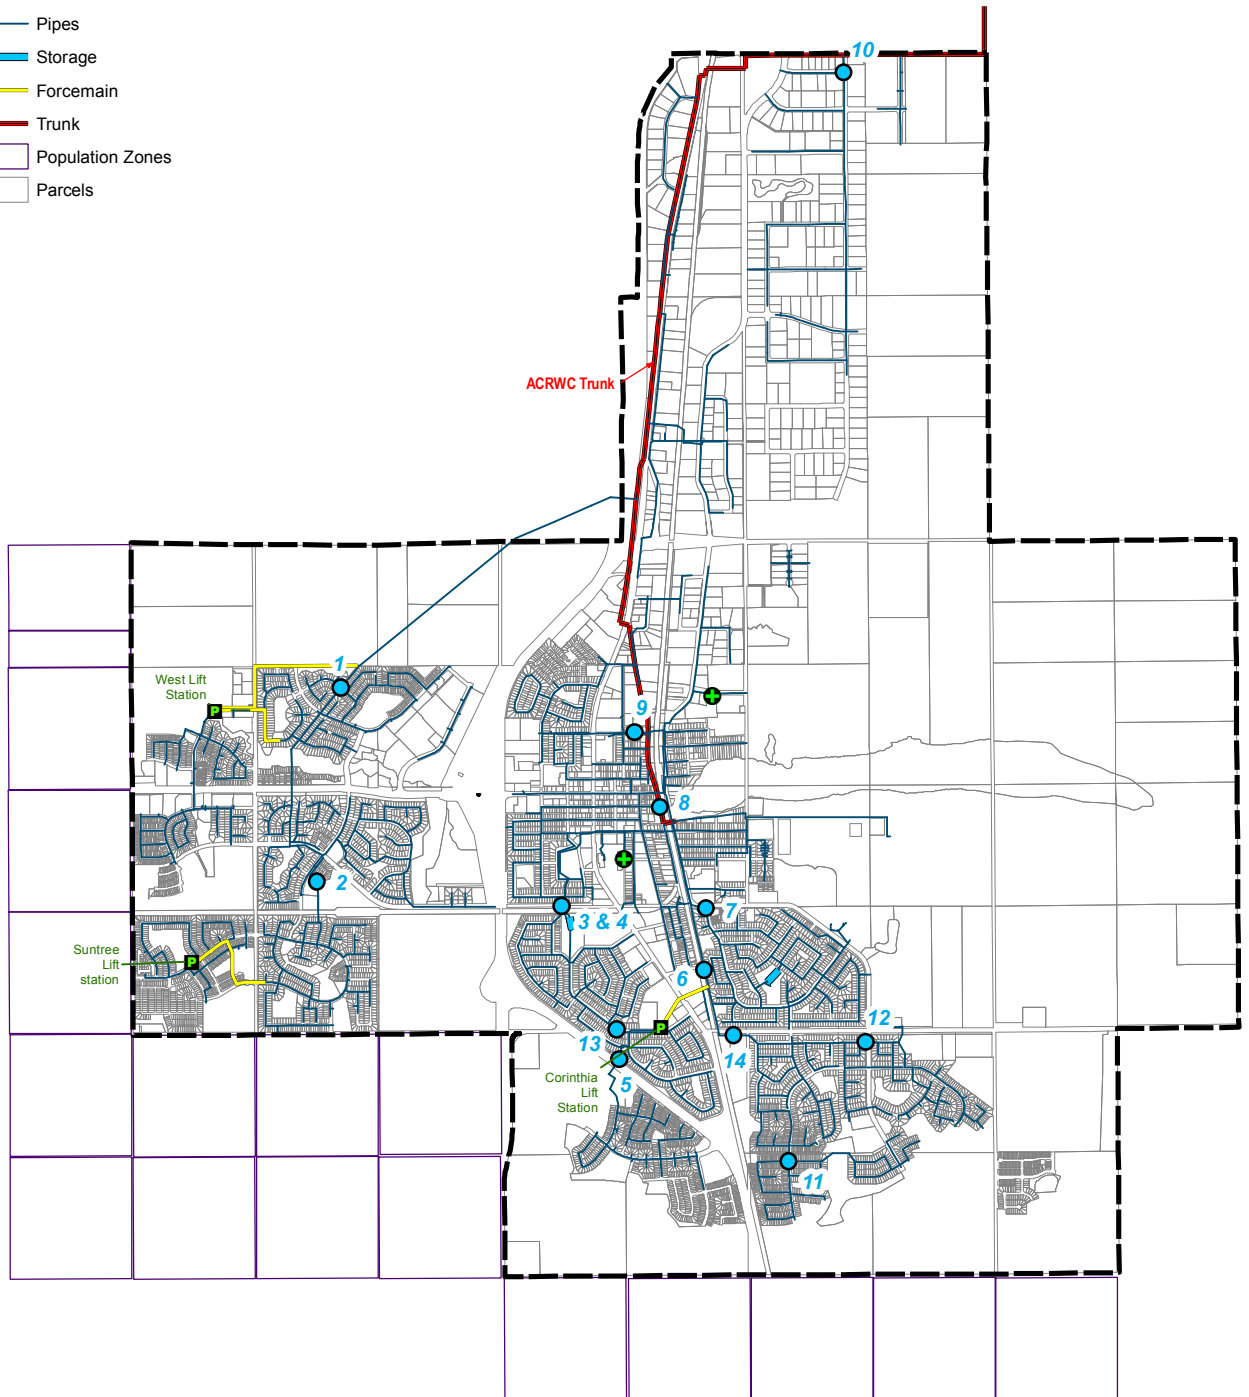 Pipes
Storage
Forcemain
Trunk
Population Zones
Parcels
10
ACRWC Trunk
1
West Lift
Station
P
9
8
2
3 & 4
7
Suntree
Lift
station
P
6
12
13
P
14
5
Corinthia
Lift
Station
11